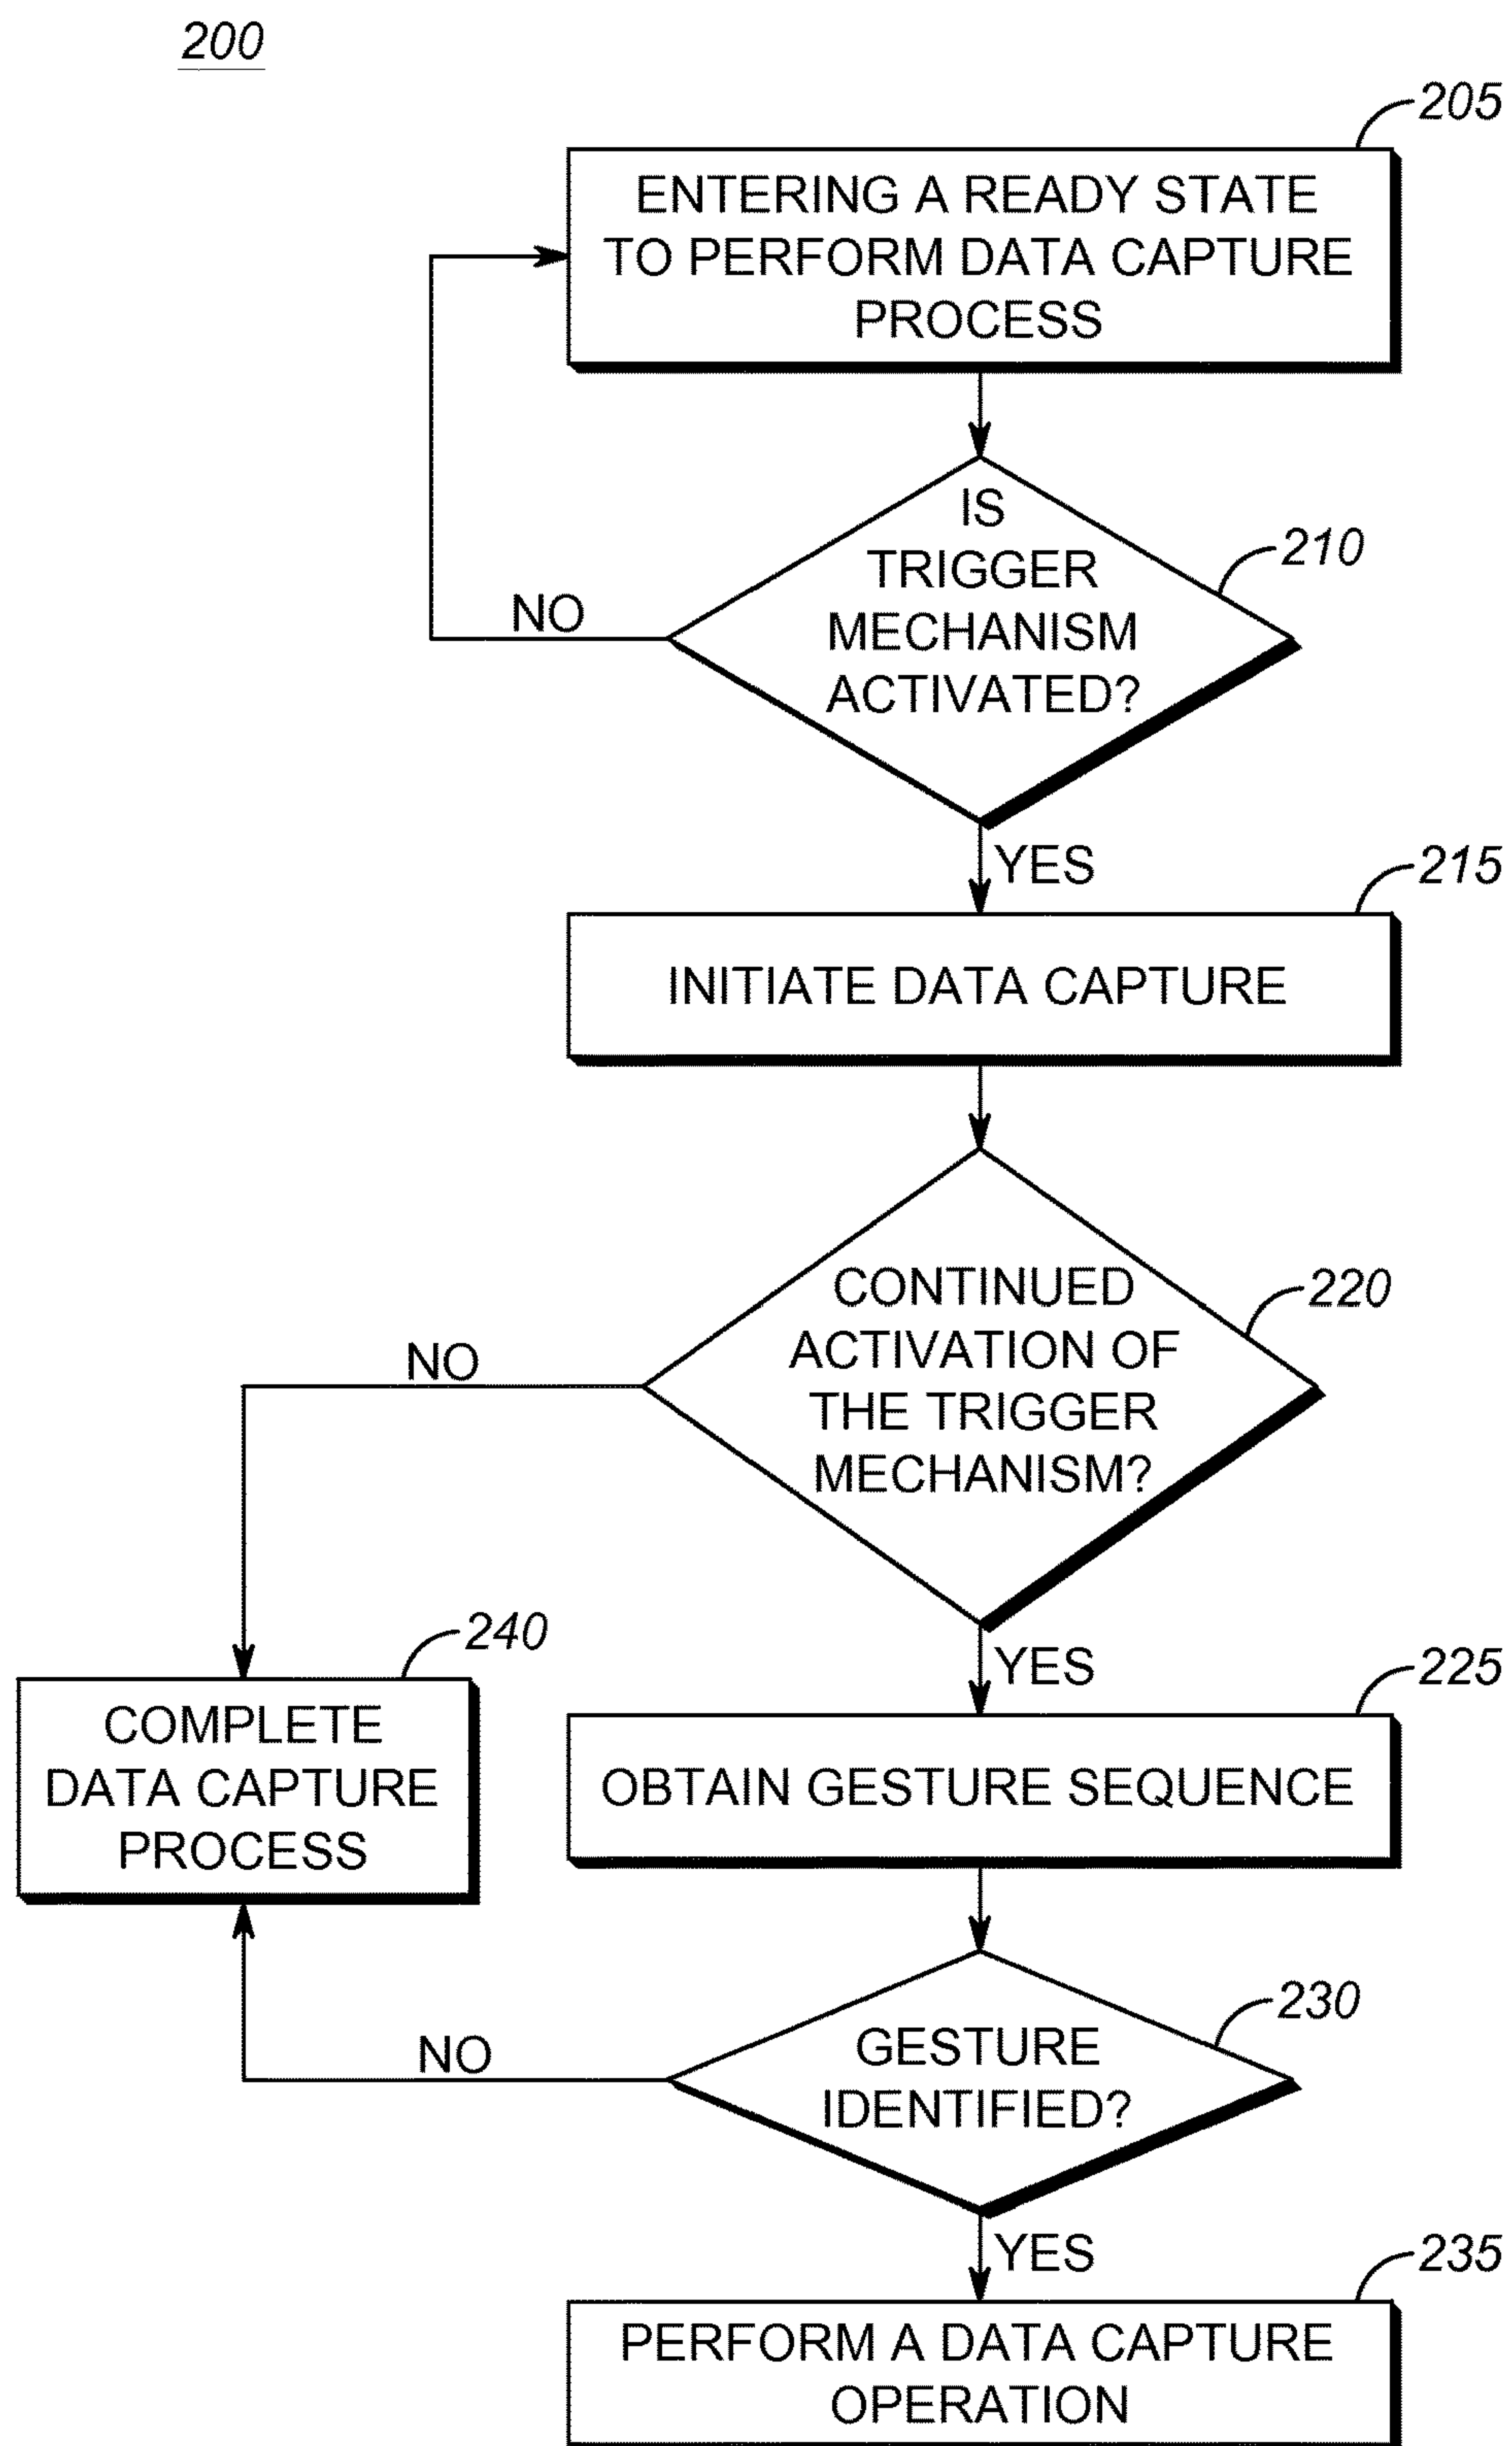 200
205
ENTERING A READY STATE
TO PERFORM DATA CAPTURE
PROCESS
IS
TRIGGER
MECHANISM
ACTIVATED?
210
NO
YES
215
INITIATE DATA CAPTURE
CONTINUED
ACTIVATION OF
THE TRIGGER
MECHANISM?
220
NO
YES
240
COMPLETE
DATA CAPTURE
PROCESS
225
OBTAIN GESTURE SEQUENCE
230
GESTURE
IDENTIFIED?
NO
YES
235
PERFORM A DATA CAPTURE
OPERATION